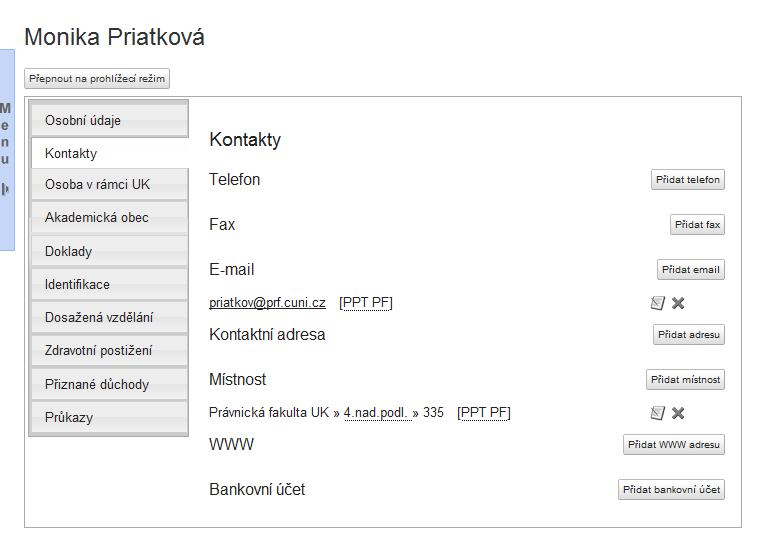 Monika Priatková
Přepnout na prohlížecí režim
Menu
Osobní údaje
Kontakty
Osoba v rámci UK
Akademická obec
Doklady
Identifikace
Dosažená vzdělání
Zdravotní postižení
Přiznané důchody
Průkazy
Kontakty
Telefon Přidat telefon
Fax Přidat fax
E-mail Přidat email
priatkov@prf.cuni.cz [PPT PF]
Kontaktní adresa Přidat adresu
Místnost Přidat místnost
Právnická fakulta UK » 4.nad.podl. » 335 [PPT PF]
WWW Přidat WWW adresu
Bankovní účet Přidat bankovní účet